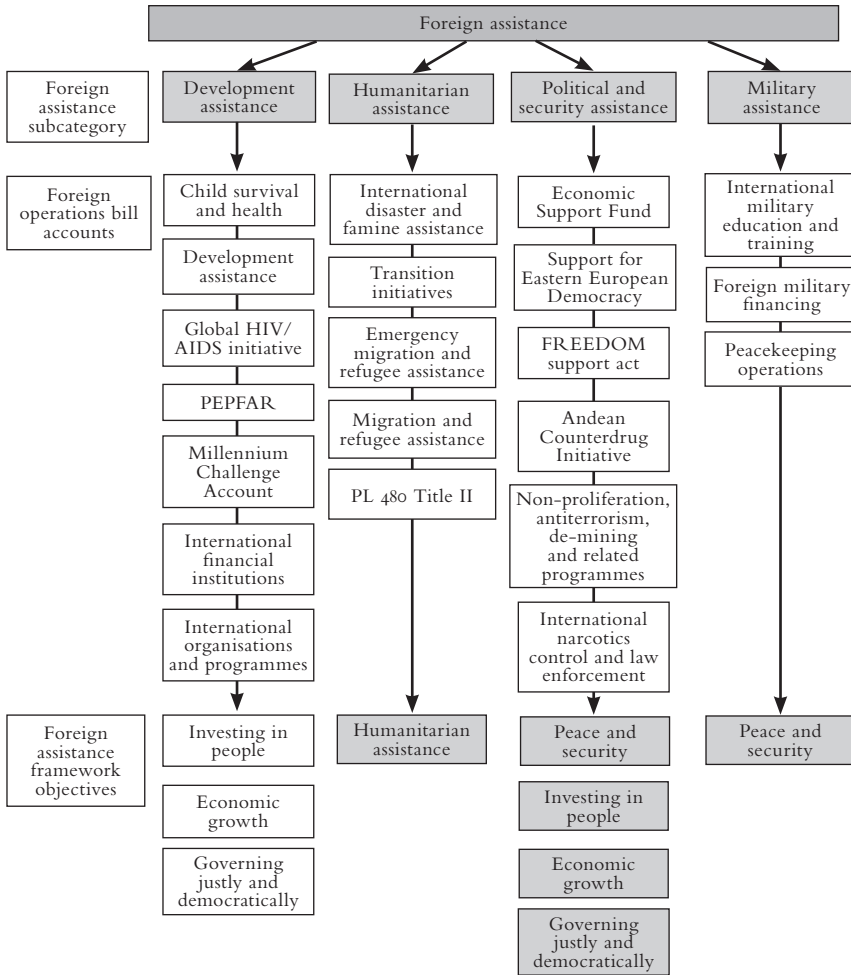 Foreign assistance
Foreign
assistance
subcategory
Development
assistance
Humanitarian
assistance
Political and
security assistance
Military
assistance
Foreign
operations bill
accounts
Child survival
and health
Development
assistance
Global HIV/
AIDS initiative
PEPFAR
Millennium
Challenge
Account
International
financial
institutions
International
organisations
and programmes
International
disaster and
famine assistance
Transition
initiatives
Emergency
migration and
refugee assistance
Migration and
refugee assistance
PL 480 Title II
Economic
Support Fund
Support for
Eastern European
Democracy
FREEDOM
support act
Andean
Counterdrug
Initiative
Non-proliferation,
antiterrorism,
de-mining
and related
programmes
International
narcotics
control and law
enforcement
International
military
education and
training
Foreign military
financing
Peacekeeping
operations
Foreign
assistance
framework
objectives
Investing in
people
Economic
growth
Governing
justly and
democratically
Humanitarian
assistance
Peace and
security
Investing in
people
Economic
growth
Governing
justly and
democratically
Peace and
security